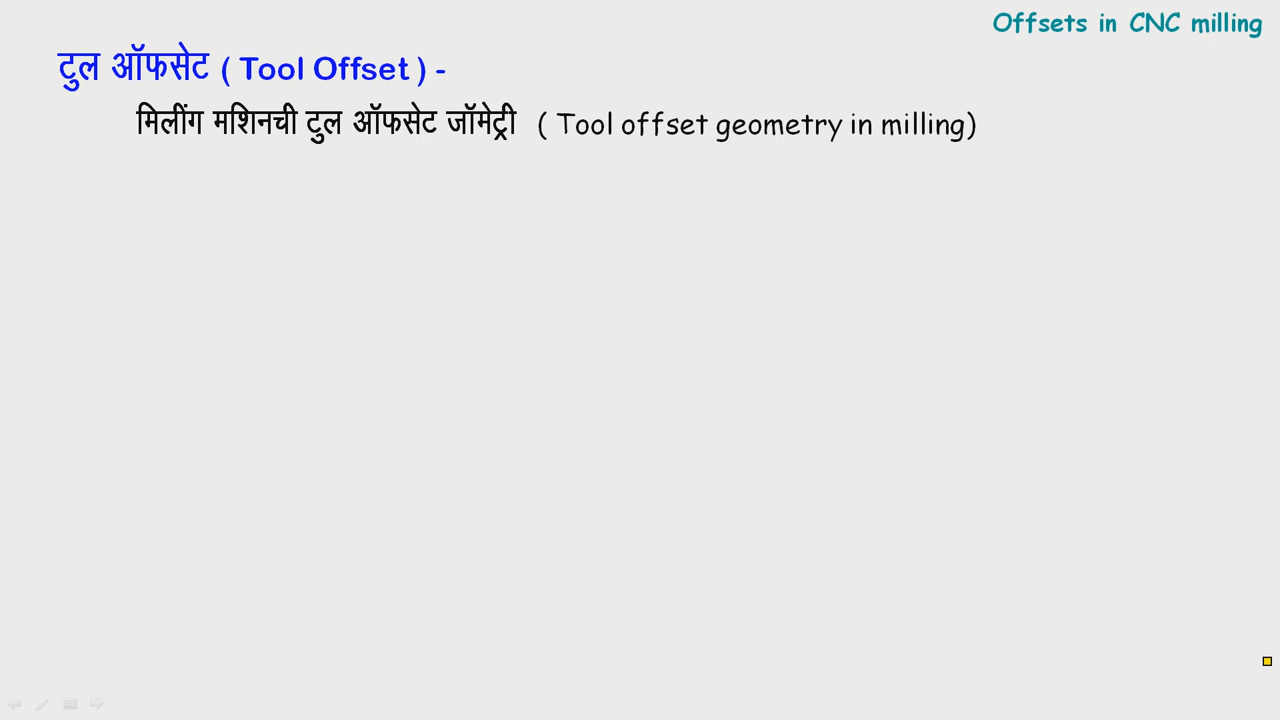 Offsets in CNC milling
टुल ऑफसेट ( Tool Offset ) -
मिलींग मशिनची टुल ऑफसेट जॉमेट्री ( Tool offset geometry in milling)